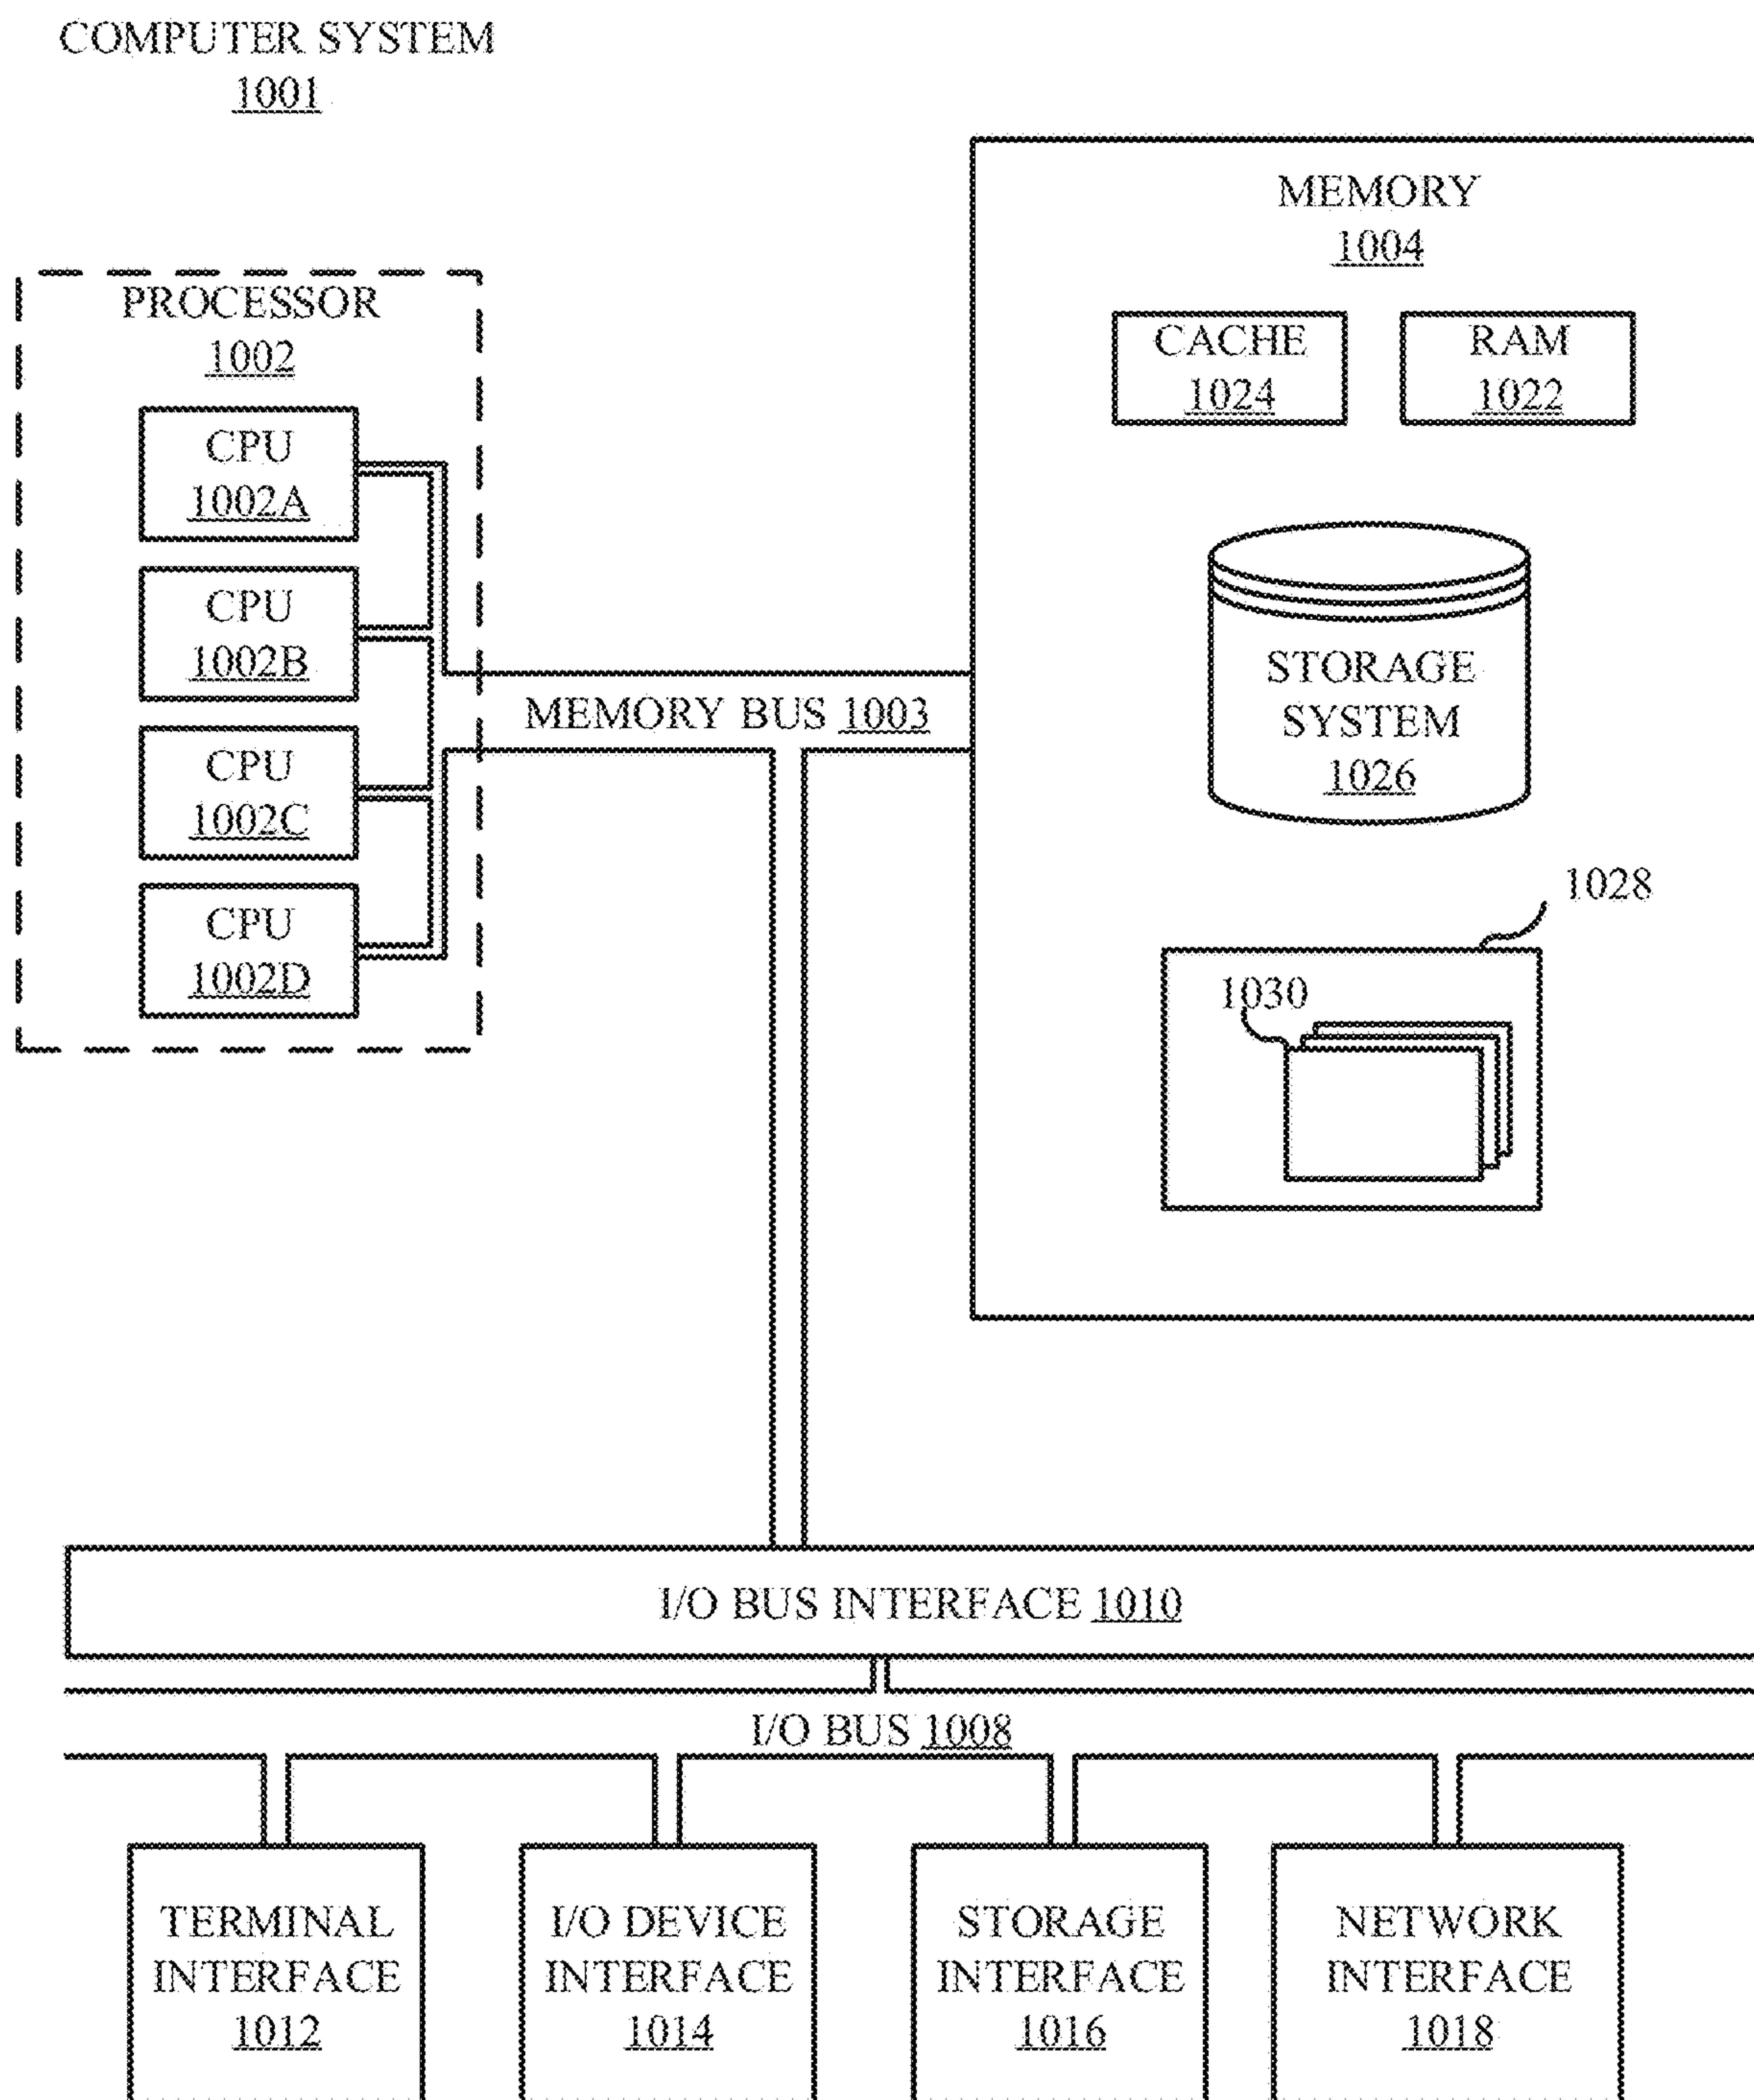 COMPUTER SYSTEM
1001
MEMORY
1004
PROCESSOR
1002
CACHE
1024
RAM
1022
CPU
1002A
CPU
1002B
CPU
1002C
CPU
1002D
MEMORY BUS 1003
STORAGE
SYSTEM
1026
1028
1030
I/O BUS INTERFACE 1010
I/O BUS 1008
TERMINAL
INTERFACE
1012
I/O DEVICE
INTERFACE
1014
STORAGE
INTERFACE
1016
NETWORK
INTERFACE
1018